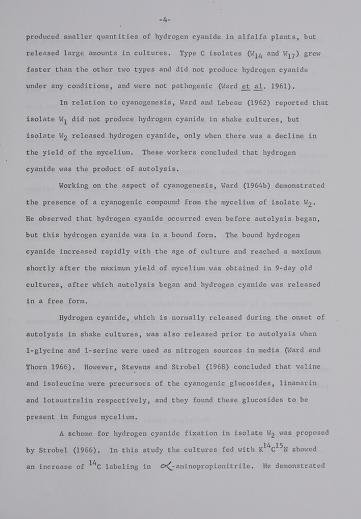 -4-
produced smaller quantities of hydrogen cyanide in alfalfa plants, but
released large amounts in cultures. Type C isolates (W14 and W17) grew
faster than the other two types and did not produce hydrogen cyanide
under any conditions, and were not pathogenic (Ward et al. 1961).
In relation to cyanogenesis, Ward and Lebeau (1962) reported that
isolate W1 did not produce hydrogen cyanide in shake cultures, but
isolate W2 released hydrogen cyanide, only when there was a decline in
the yield of the mycelium. These workers concluded that hydrogen
cyanide was the product of autolysis.
Working on the aspect of cyanogenesis, Ward (1964b) demonstrated
the presence of a cyanogenic compound from the mycelium of isolate W2.
He observed that hydrogen cyanide occurred even before autolysis began,
but this hydrogen cyanide was in a bound form. The bound hydrogen
cyanide increased rapidly with the age of culture and reached a maximum
shortly after the maximum yield of mycelium was obtained in 9-day old
cultures, after which autolysis began and hydrogen cyanide was released
in a free form.
Hydrogen cyanide, which is normally released during the onset of
autolysis in shake cultures, was also released prior to autolysis when
l-glycine and l-serine were used as nitrogen sources in media (Ward and
Thorn 1966). However, Stevens and Strobel (1968) concluded that valine
and isoleucine were precursors of the cyanogenic glucosides, linamarin
and lotaustralin respectively, and they found these glucosides to be
present in fungus mycelium.
A scheme for hydrogen cyanide fixation in isolate W2 was proposed
by Strobel (1966). In this study the cultures fed with K14C15N showed
an increase of 14C labeling in α-aminopropionitrile. He demonstrated